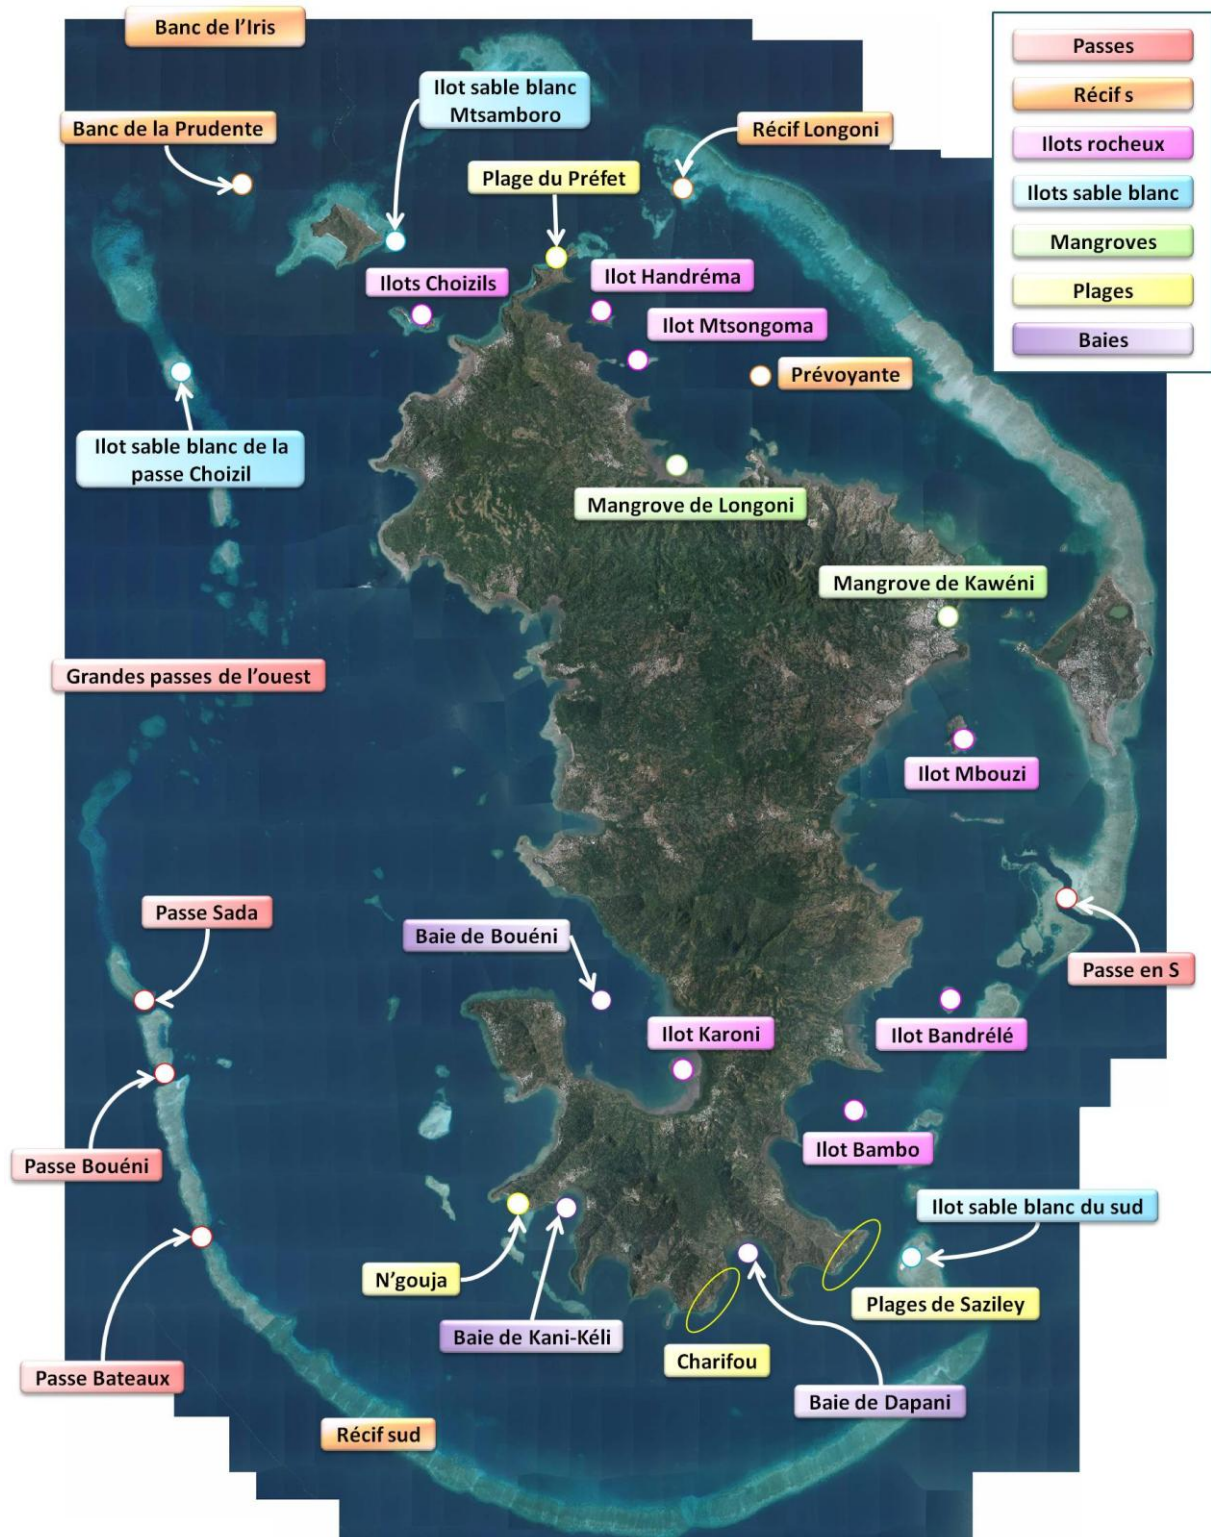 Banc de l'Iris
Passes
Récif s
Ilots rocheux
Ilots sable blanc
Mangroves
Plages
Baies
Ilot sable blanc
Mtsamboro
Banc de la Prudente
Récif Longoni
Plage du Préfet
Ilots Choizils
Ilot Handréma
Ilot Mtsongoma
Prévoyante
Ilot sable blanc de la
passe Choizil
Mangrove de Longoni
Mangrove de Kawéni
Grandes passes de l'ouest
Ilot Mbouzi
Passe Sada
Baie de Bouéni
Passe en S
Ilot Karoni
Ilot Bandrélé
Ilot Bambo
Passe Bouéni
Ilot sable blanc du sud
N'gouja
Plages de Saziley
Baie de Kani-Kéli
Charifou
Passe Bateaux
Baie de Dapani
Récif sud